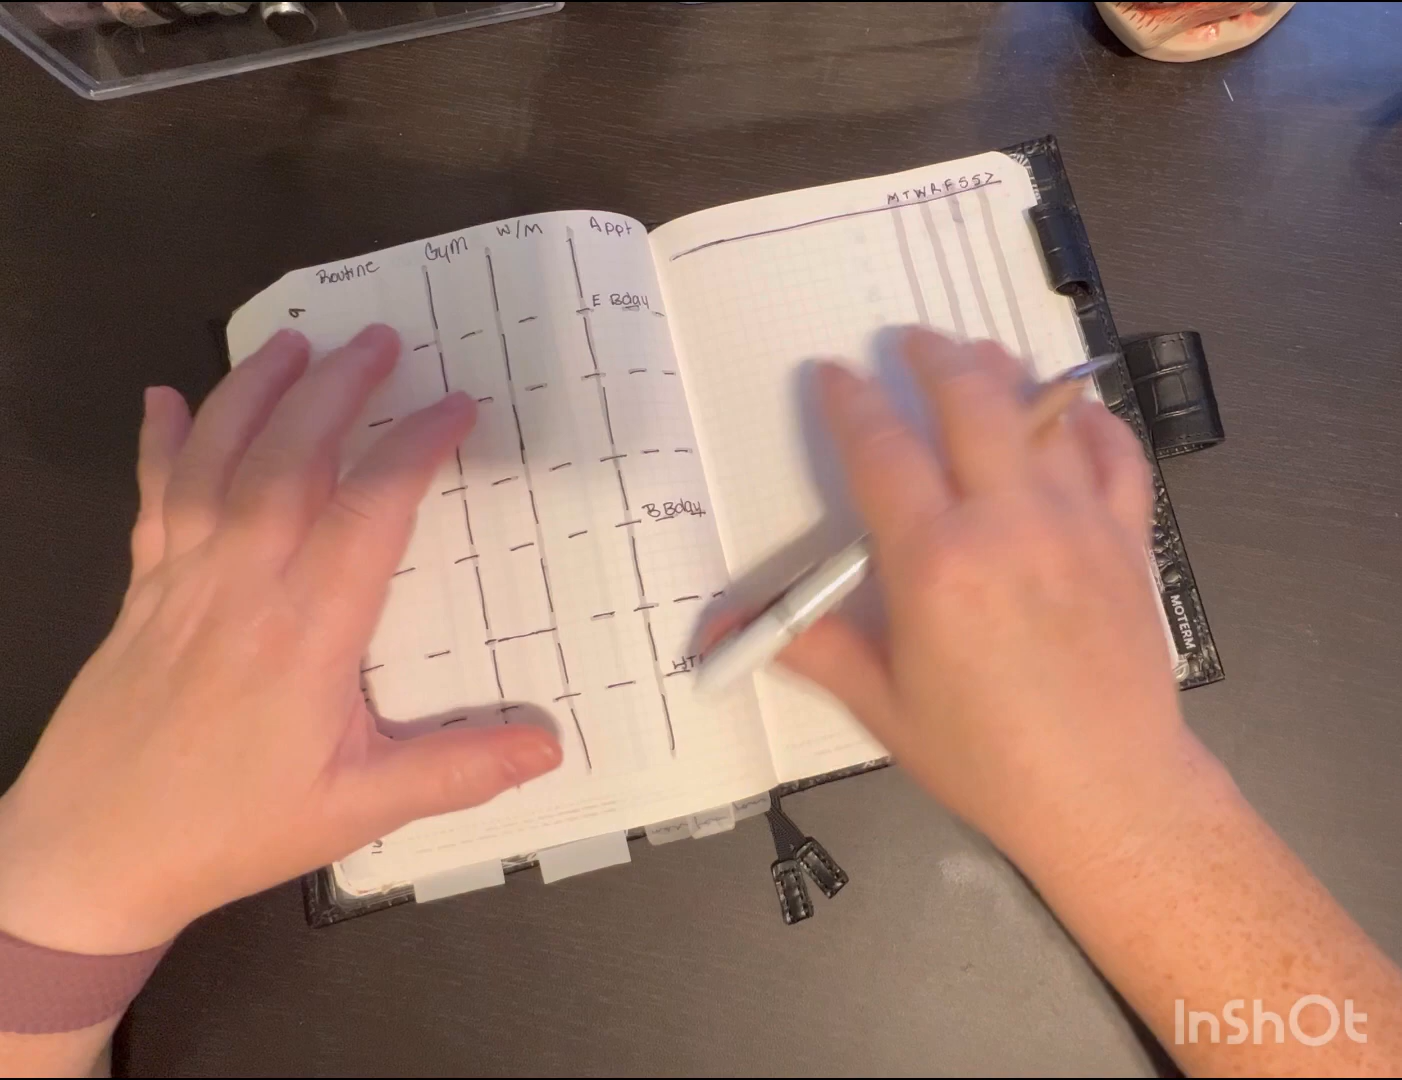 Routine
Gym
W/M
Appt
9
E Bday
B Bday
MTWRFSS>
MOTERM
InShOt